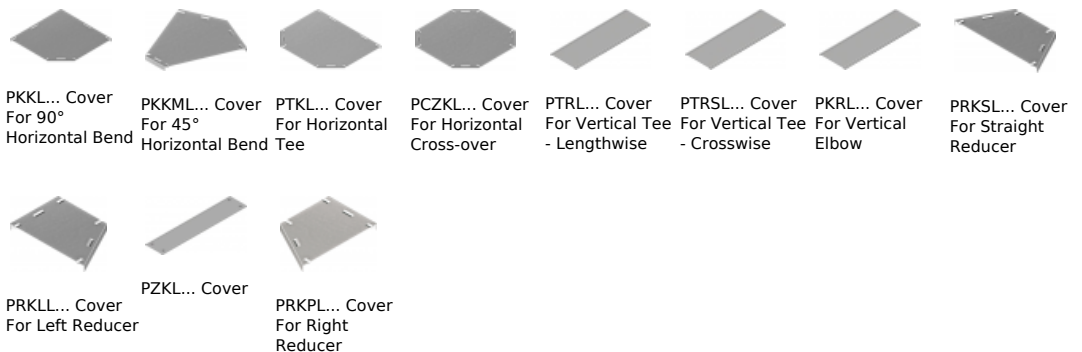 PKKL... Cover
For 90°
Horizontal Bend
PKKML... Cover
For 45°
Horizontal Bend
PTKL... Cover
For Horizontal
Tee
PCZKL... Cover
For Horizontal
Cross-over
PTRL... Cover
For Vertical Tee
- Lengthwise
PTRSL... Cover
For Vertical Tee
- Crosswise
PKRL... Cover
For Vertical
Elbow
PRKSL... Cover
For Straight
Reducer
PRKLL... Cover
For Left Reducer
PZKL... Cover
PRKPL... Cover
For Right
Reducer